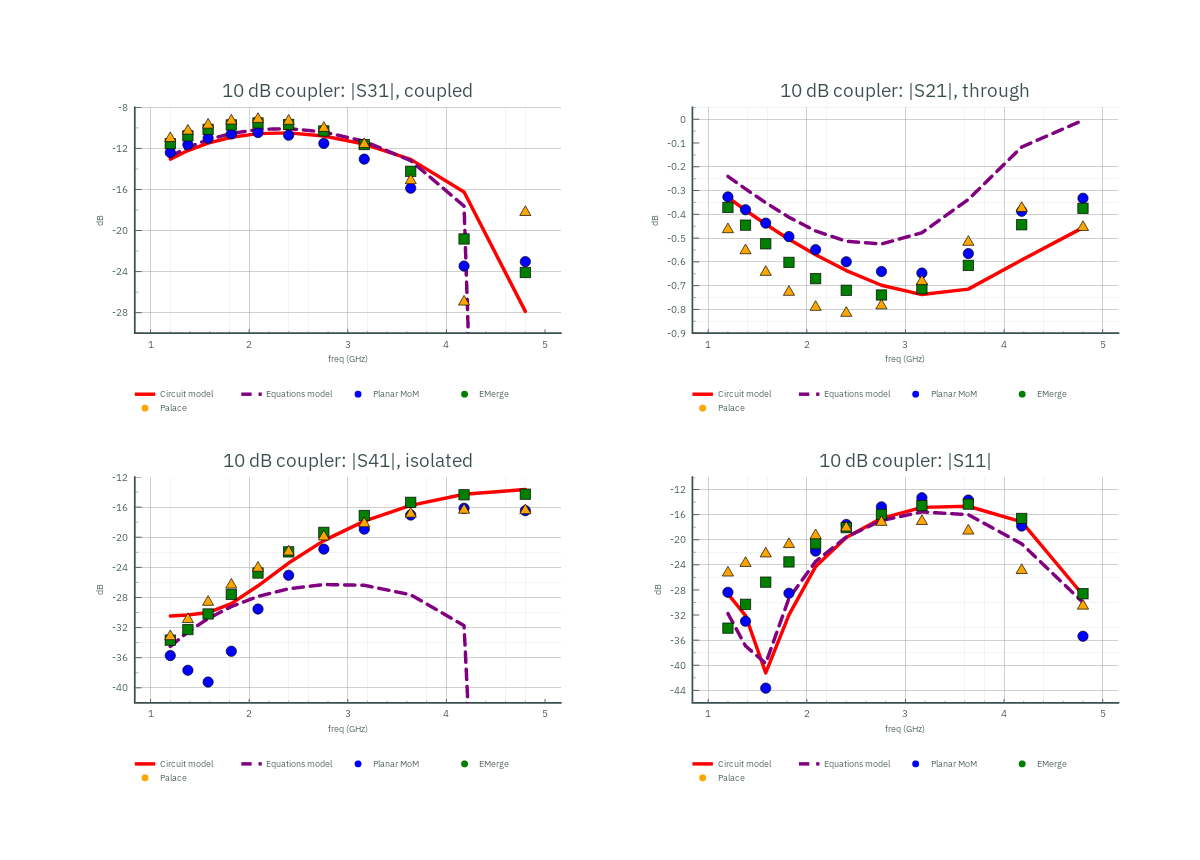 10 dB coupler: |S31|, coupled
-8
-12
-16
-20
-24
-28
dB
1 2 3 4 5
freq (GHz)
Circuit model Equations model Planar MoM EMerge
Palace
10 dB coupler: |S21|, through
0
-0.1
-0.2
-0.3
-0.4
-0.5
-0.6
-0.7
-0.8
-0.9
dB
1 2 3 4 5
freq (GHz)
Circuit model Equations model Planar MoM EMerge
Palace
10 dB coupler: |S41|, isolated
-12
-16
-20
-24
-28
-32
-36
-40
dB
1 2 3 4 5
freq (GHz)
Circuit model Equations model Planar MoM EMerge
Palace
10 dB coupler: |S11|
-12
-16
-20
-24
-28
-32
-36
-40
-44
dB
1 2 3 4 5
freq (GHz)
Circuit model Equations model Planar MoM EMerge
Palace